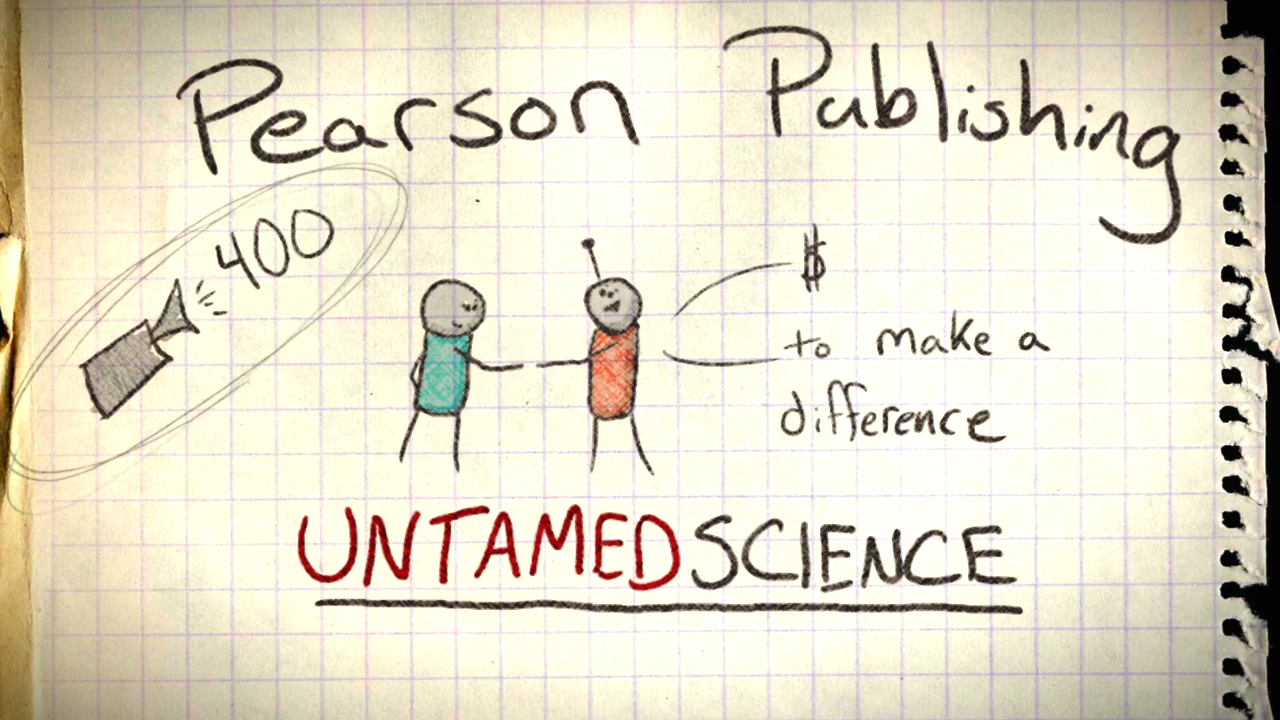 Pearson Publishing
400
$
to make a
difference
UNTAMEDSCIENCE